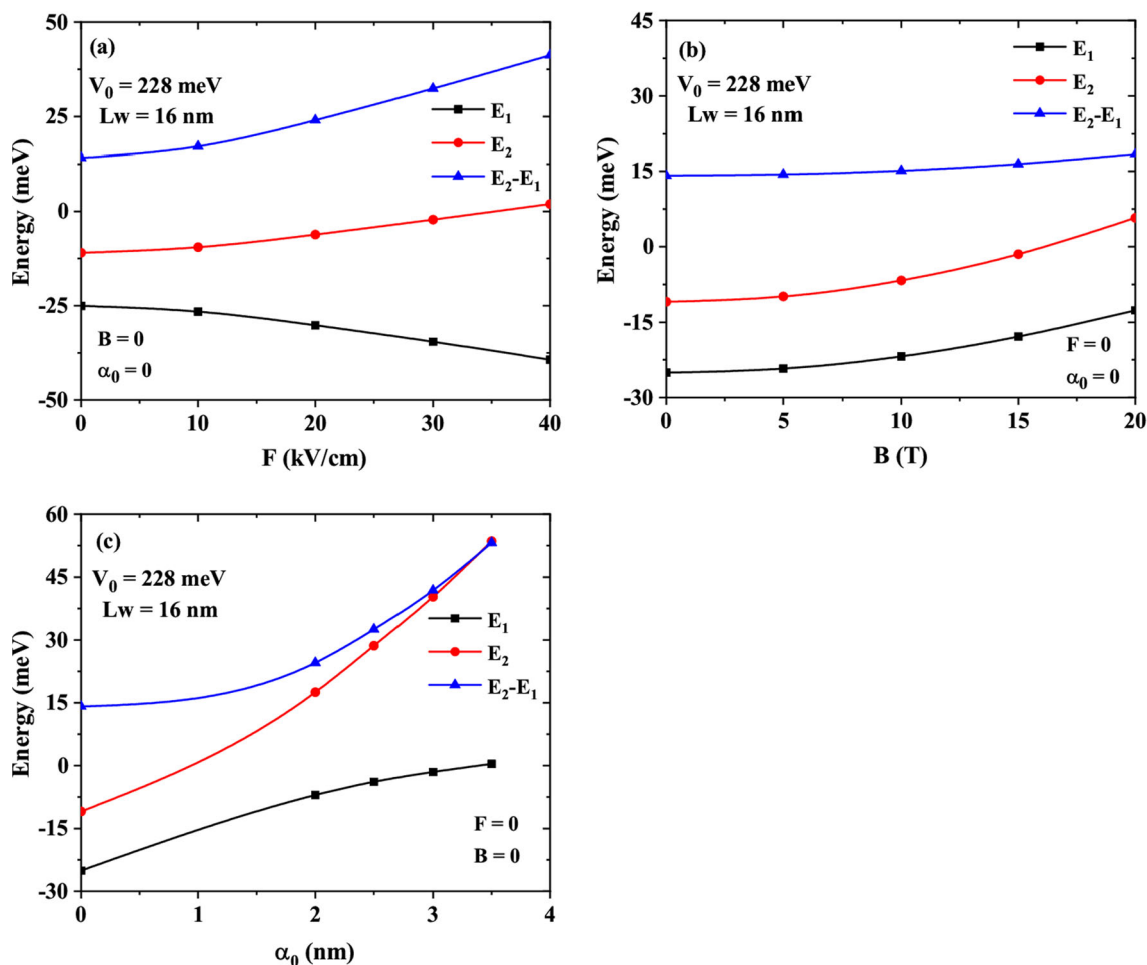 (a)
V₀ = 228 meV
Lw = 16 nm
E₁
E₂
E₂-E₁
B = 0
α₀ = 0
50
25
0
-25
-50
Energy (meV)
0 10 20 30 40
F (kV/cm)
(b)
V₀ = 228 meV
Lw = 16 nm
E₁
E₂
E₂-E₁
F = 0
α₀ = 0
45
30
15
0
-15
-30
Energy (meV)
0 5 10 15 20
B (T)
(c)
V₀ = 228 meV
Lw = 16 nm
E₁
E₂
E₂-E₁
F = 0
B = 0
60
45
30
15
0
-15
-30
Energy (meV)
0 1 2 3 4
α₀ (nm)